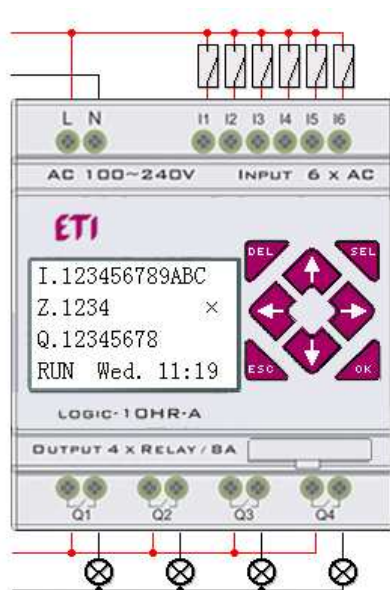 L N I1 I2 I3 I4 I5 I6
AC 100~240V INPUT 6 x AC
ETI
DEL SEL
I.123456789ABC
Z.1234 ×
Q.12345678
RUN Wed. 11:19
ESC OK
LOGIC-10HR-A
OUTPUT 4 x RELAY / 8A
Q1 Q2 Q3 Q4